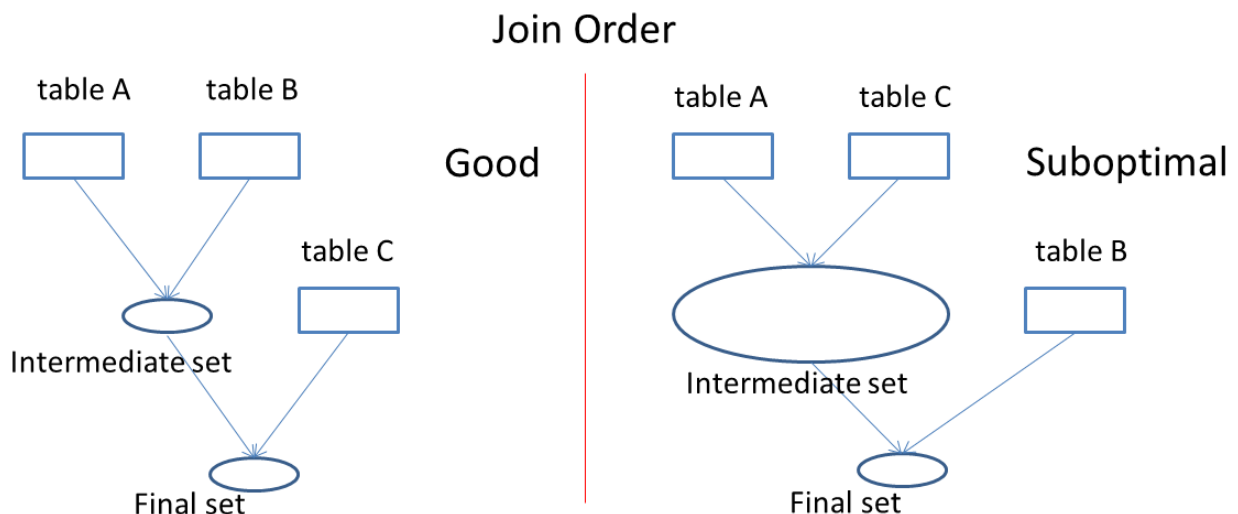 Join Order
table A
table B
Good
table C
Intermediate set
Final set
table A
table C
Suboptimal
table B
Intermediate set
Final set